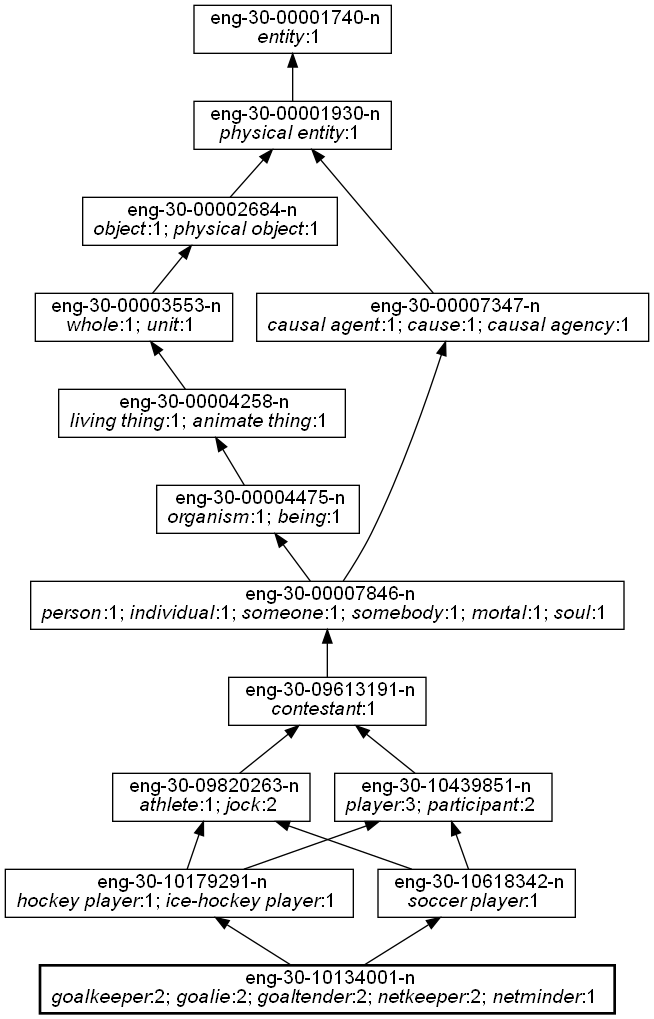 eng-30-00001740-n
entity:1
eng-30-00001930-n
physical entity:1
eng-30-00002684-n
object:1; physical object:1
eng-30-00003553-n
whole:1; unit:1
eng-30-00007347-n
causal agent:1; cause:1; causal agency:1
eng-30-00004258-n
living thing:1; animate thing:1
eng-30-00004475-n
organism:1; being:1
eng-30-00007846-n
person:1; individual:1; someone:1; somebody:1; mortal:1; soul:1
eng-30-09613191-n
contestant:1
eng-30-09820263-n
athlete:1; jock:2
eng-30-10439851-n
player:3; participant:2
eng-30-10179291-n
hockey player:1; ice-hockey player:1
eng-30-10618342-n
soccer player:1
eng-30-10134001-n
goalkeeper:2; goalie:2; goaltender:2; netkeeper:2; netminder:1